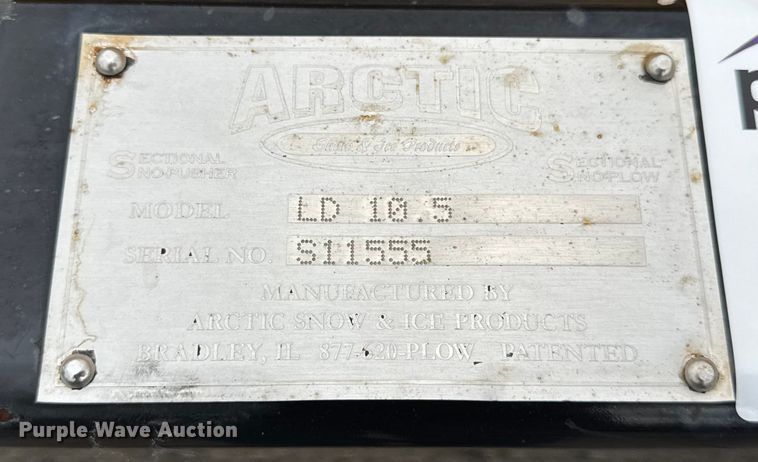 ARCTIC
Snow & Ice Products
SECTIONAL SNO-PUSHER
SECTIONAL SNO-PLOW
MODEL LD 10.5
SERIAL NO. S11555
MANUFACTURED BY
ARCTIC SNOW & ICE PRODUCTS
BRADLEY, IL 877-620-PLOW PATENTED
p
Purple Wave Auction